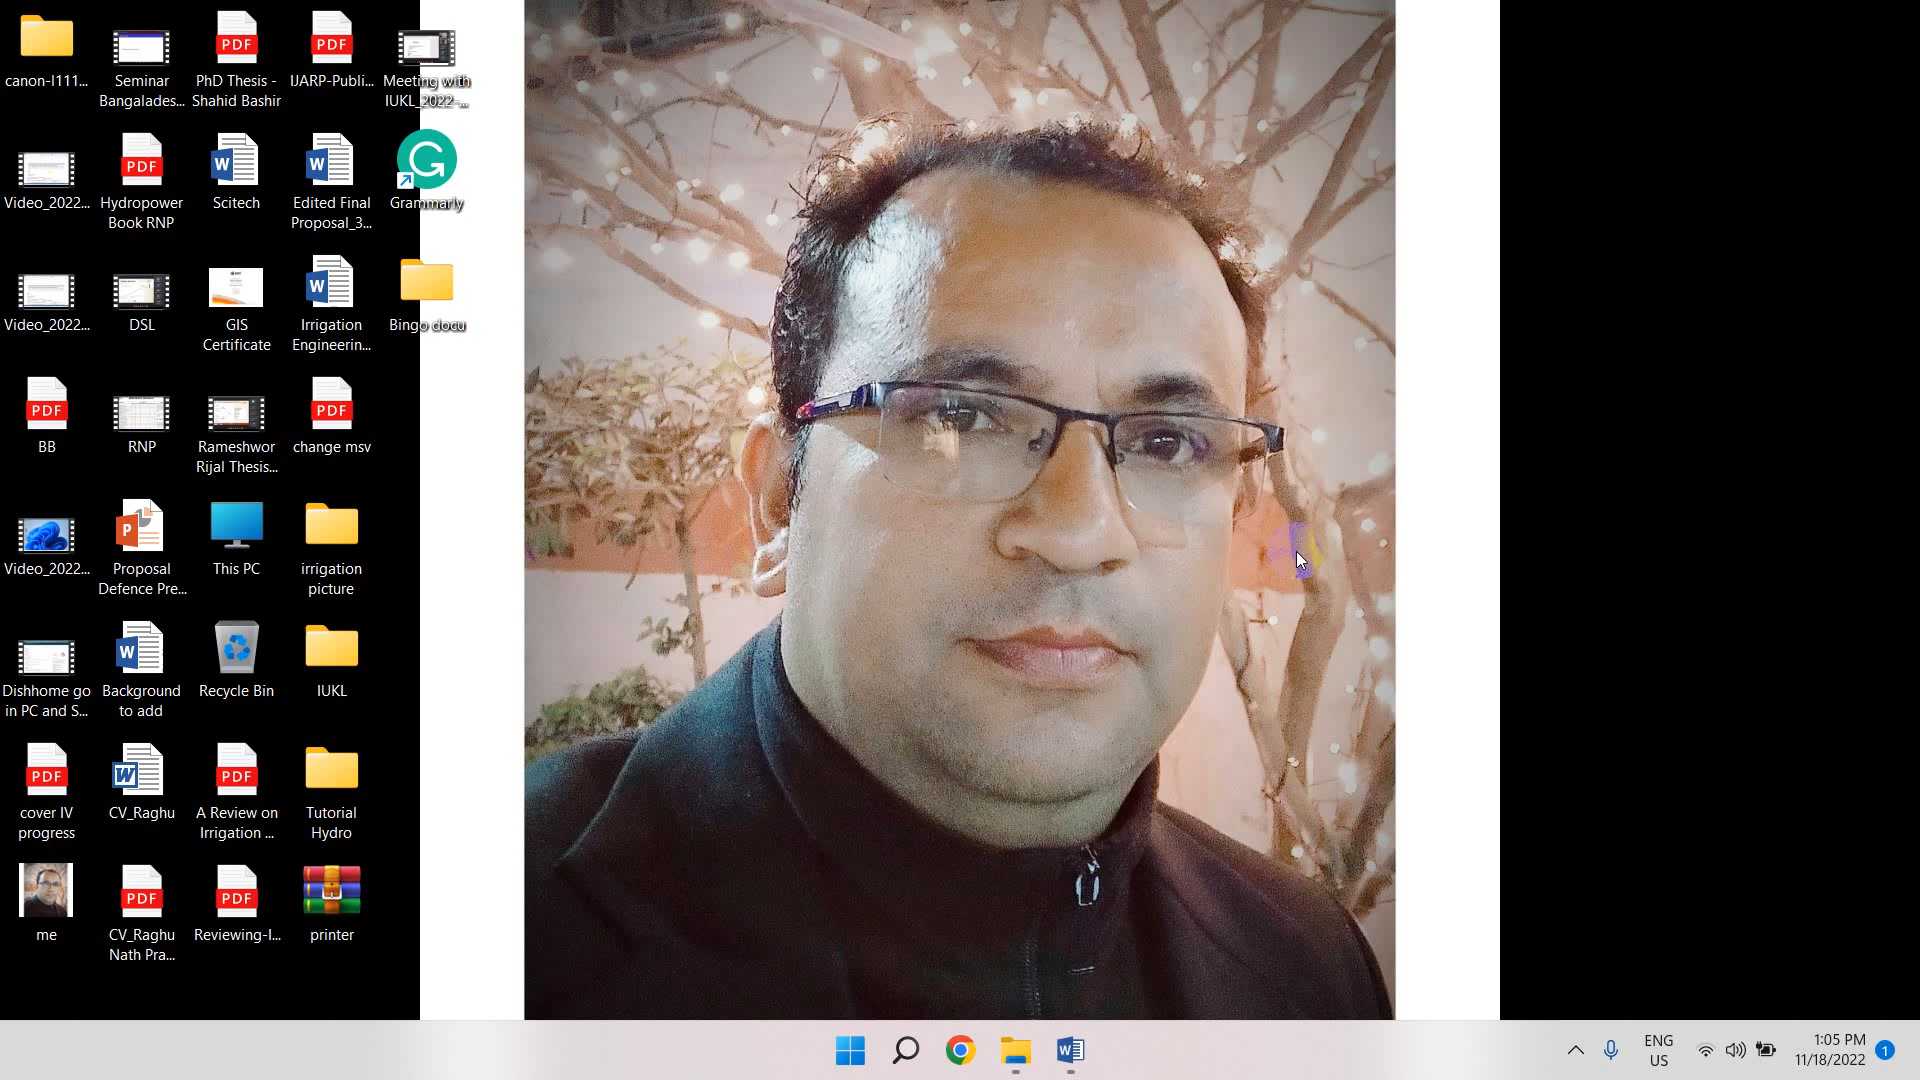 canon-I111...
Seminar
Bangalades...
PDF
PhD Thesis -
Shahid Bashir
PDF
IJARP-Publi...
Meeting with
IUKL_2022-...
Video_2022...
PDF
Hydropower
Book RNP
W
Scitech
W
Edited Final
Proposal_3...
G
Grammarly
Video_2022...
DSL
GIS
Certificate
W
Irrigation
Engineerin...
Bingo docu
PDF
BB
RNP
Rameshwor
Rijal Thesis...
PDF
change msv
Video_2022...
P
Proposal
Defence Pre...
This PC
irrigation
picture
Dishhome go
in PC and S...
W
Background
to add
Recycle Bin
IUKL
PDF
cover IV
progress
W
CV_Raghu
PDF
A Review on
Irrigation ...
Tutorial
Hydro
me
PDF
CV_Raghu
Nath Pra...
PDF
Reviewing-I...
printer
W
ENG
US
1:05 PM
11/18/2022
1